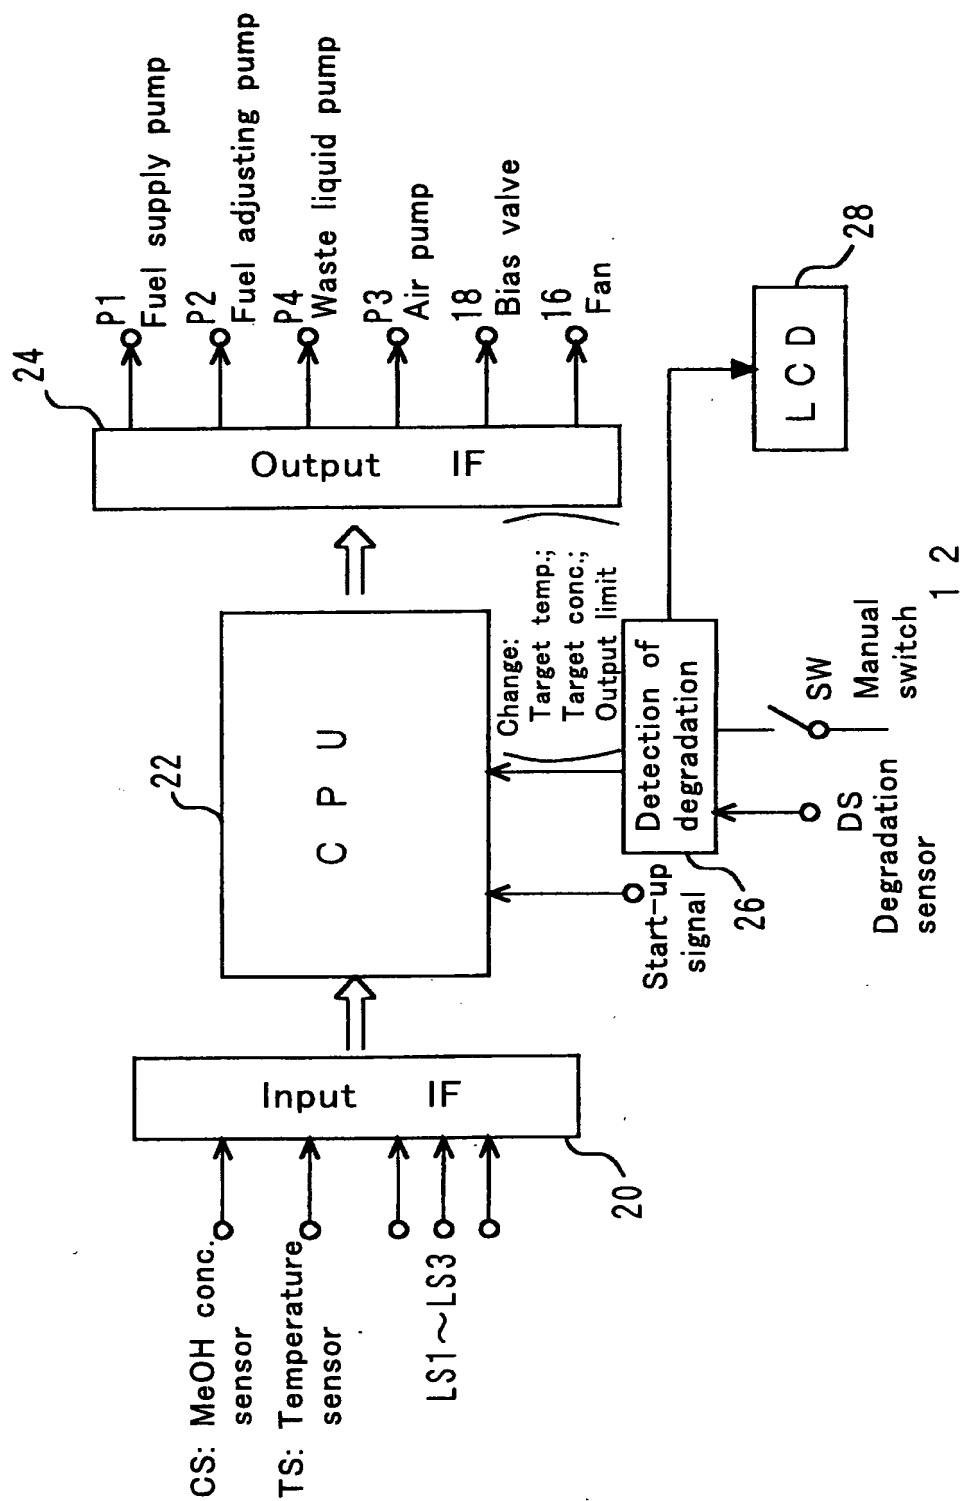 CS: MeOH conc.
sensor
TS: Temperature
sensor
LS1～LS3
20
Input IF
22
C P U
24
Output IF
P1
Fuel supply pump
P2
Fuel adjusting pump
P4
Waste liquid pump
P3
Air pump
18
Bias valve
16
Fan
Start-up
signal
Change:
Target temp.;
Target conc.;
Output limit
26
Detection of
degradation
DS
Degradation
sensor
SW
Manual
switch
L C D
28
1 2